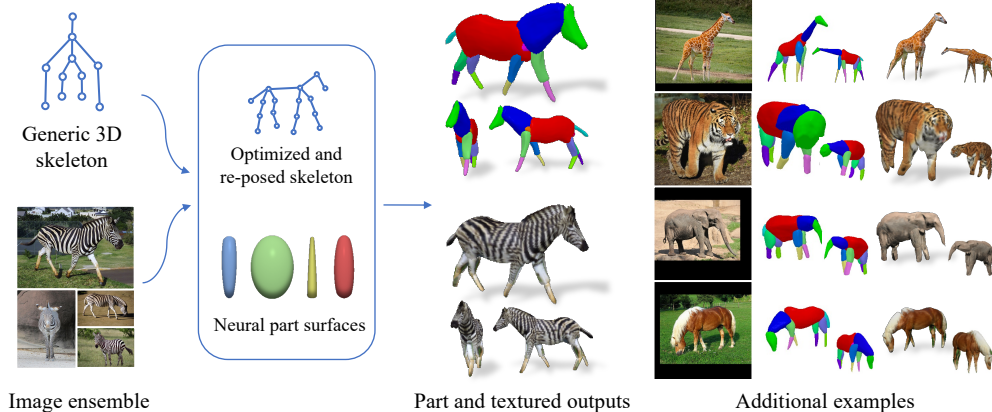 Generic 3D
skeleton
Optimized and
re-posed skeleton
Neural part surfaces
Image ensemble
Part and textured outputs
Additional examples